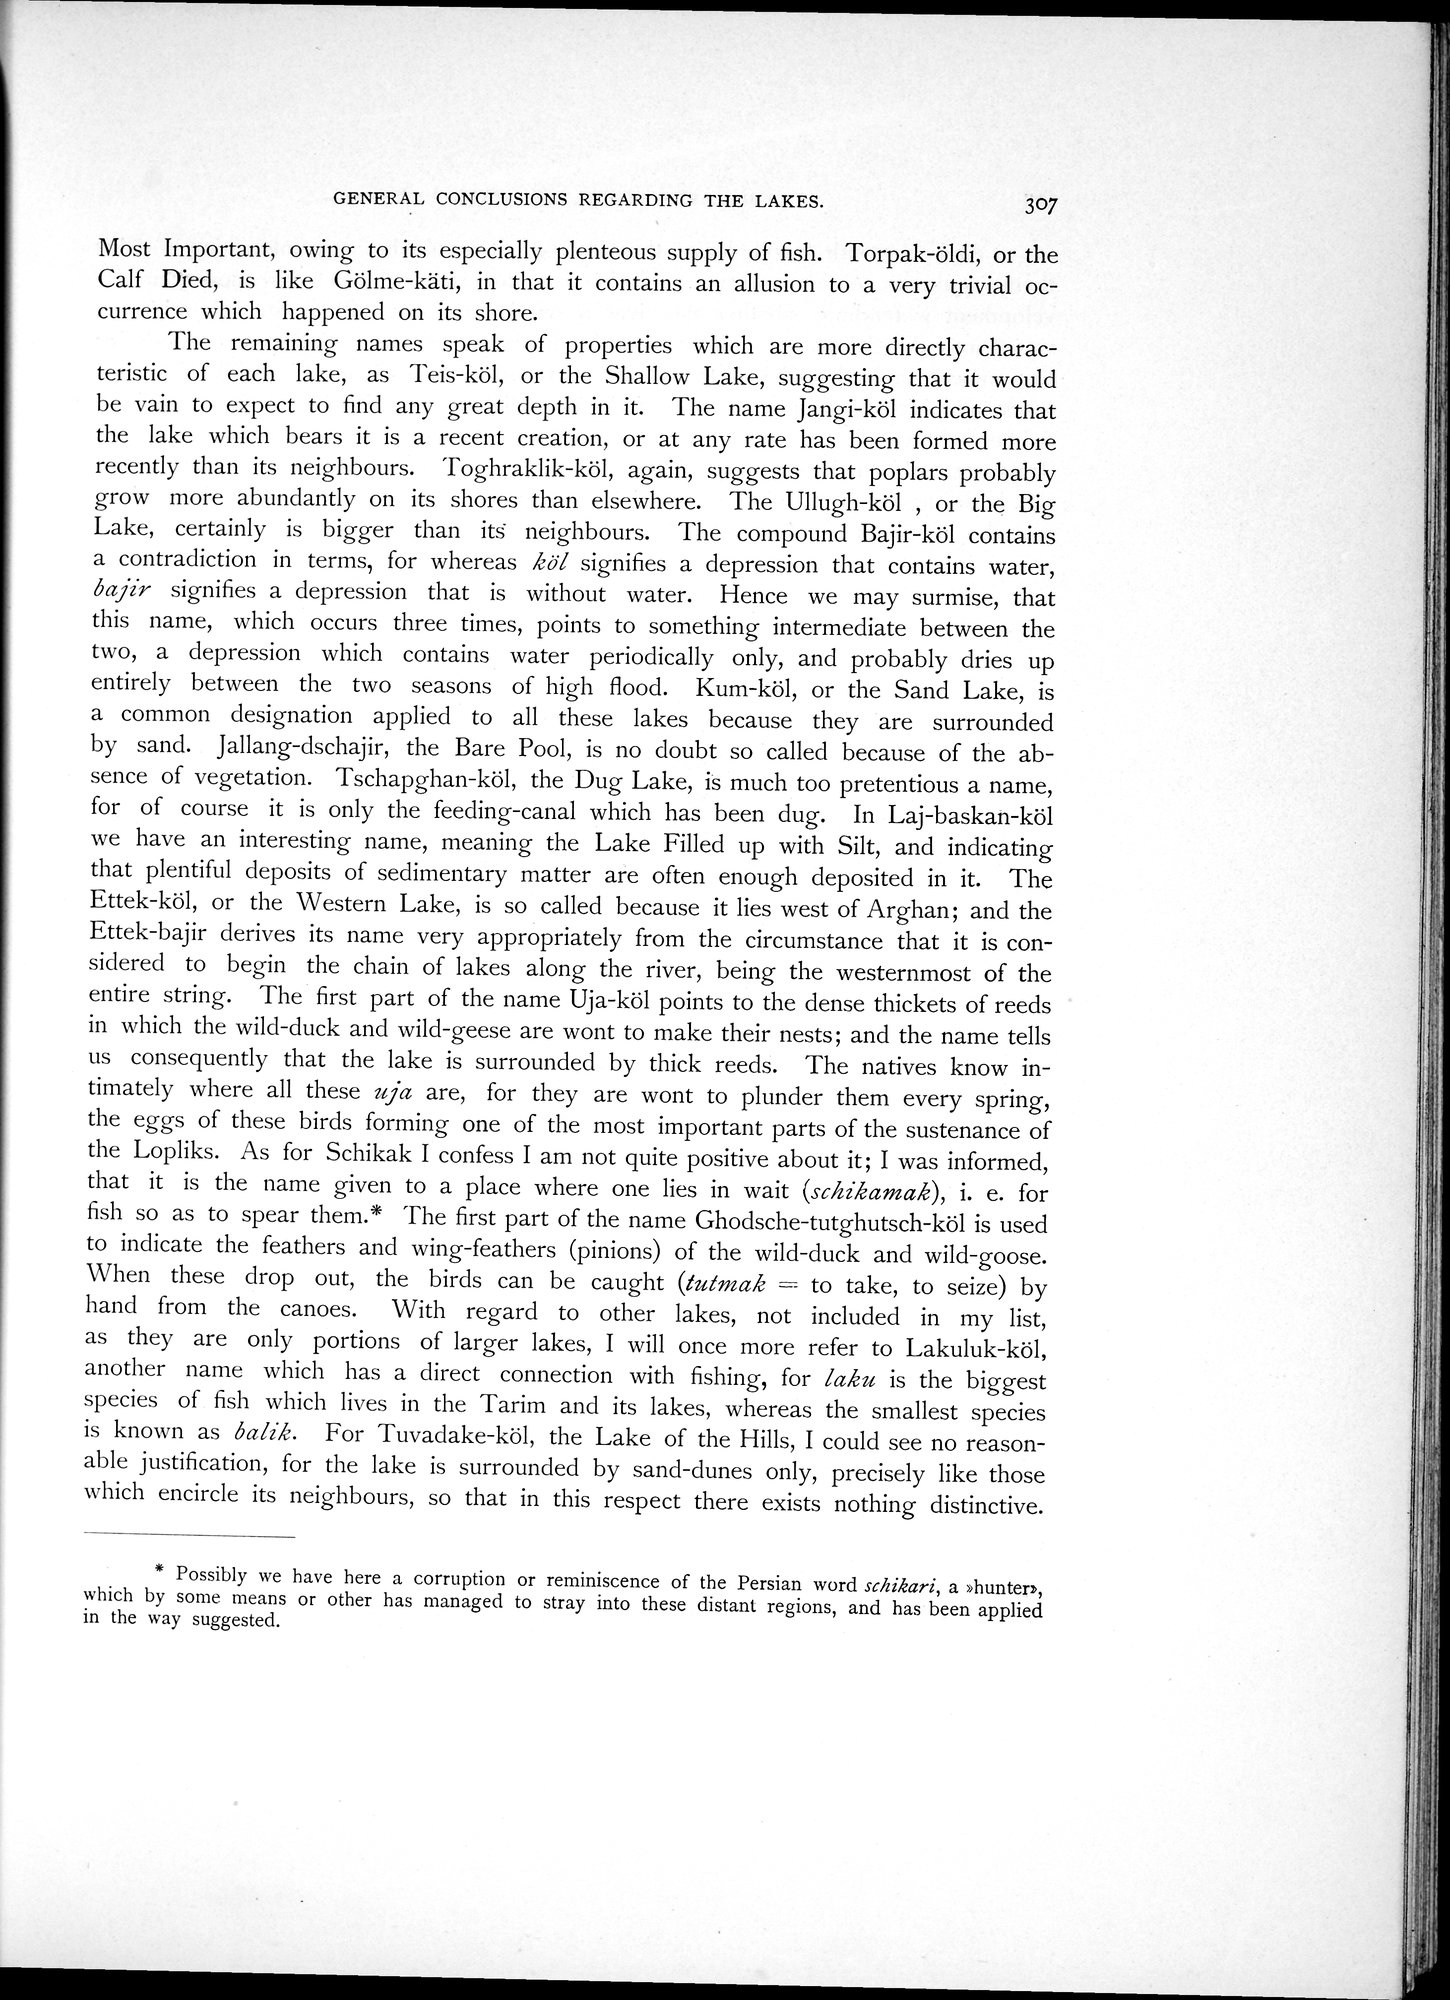 GENERAL CONCLUSIONS REGARDING THE LAKES. 307
Most Important, owing to its especially plenteous supply of fish. Torpak-öldi, or the
Calf Died, is like Gölme-käti, in that it contains an allusion to a very trivial oc-
currence which happened on its shore.
The remaining names speak of properties which are more directly charac-
teristic of each lake, as Teis-köl, or the Shallow Lake, suggesting that it would
be vain to expect to find any great depth in it. The name Jangi-köl indicates that
the lake which bears it is a recent creation, or at any rate has been formed more
recently than its neighbours. Toghraklik-köl, again, suggests that poplars probably
grow more abundantly on its shores than elsewhere. The Ullugh-köl , or the Big
Lake, certainly is bigger than its neighbours. The compound Bajir-köl contains
a contradiction in terms, for whereas köl signifies a depression that contains water,
bajir signifies a depression that is without water. Hence we may surmise, that
this name, which occurs three times, points to something intermediate between the
two, a depression which contains water periodically only, and probably dries up
entirely between the two seasons of high flood. Kum-köl, or the Sand Lake, is
a common designation applied to all these lakes because they are surrounded
by sand. Jallang-dschajir, the Bare Pool, is no doubt so called because of the ab-
sence of vegetation. Tschapghan-köl, the Dug Lake, is much too pretentious a name,
for of course it is only the feeding-canal which has been dug. In Laj-baskan-köl
we have an interesting name, meaning the Lake Filled up with Silt, and indicating
that plentiful deposits of sedimentary matter are often enough deposited in it. The
Ettek-köl, or the Western Lake, is so called because it lies west of Arghan; and the
Ettek-bajir derives its name very appropriately from the circumstance that it is con-
sidered to begin the chain of lakes along the river, being the westernmost of the
entire string. The first part of the name Uja-köl points to the dense thickets of reeds
in which the wild-duck and wild-geese are wont to make their nests; and the name tells
us consequently that the lake is surrounded by thick reeds. The natives know in-
timately where all these uja are, for they are wont to plunder them every spring,
the eggs of these birds forming one of the most important parts of the sustenance of
the Lopliks. As for Schikak I confess I am not quite positive about it; I was informed,
that it is the name given to a place where one lies in wait (schikamak), i. e. for
fish so as to spear them.* The first part of the name Ghodsche-tutghutsch-köl is used
to indicate the feathers and wing-feathers (pinions) of the wild-duck and wild-goose.
When these drop out, the birds can be caught (tutmak = to take, to seize) by
hand from the canoes. With regard to other lakes, not included in my list,
as they are only portions of larger lakes, I will once more refer to Lakuluk-köl,
another name which has a direct connection with fishing, for laku is the biggest
species of fish which lives in the Tarim and its lakes, whereas the smallest species
is known as balik. For Tuvadake-köl, the Lake of the Hills, I could see no reason-
able justification, for the lake is surrounded by sand-dunes only, precisely like those
which encircle its neighbours, so that in this respect there exists nothing distinctive.
* Possibly we have here a corruption or reminiscence of the Persian word schikari, a »hunter»,
which by some means or other has managed to stray into these distant regions, and has been applied
in the way suggested.